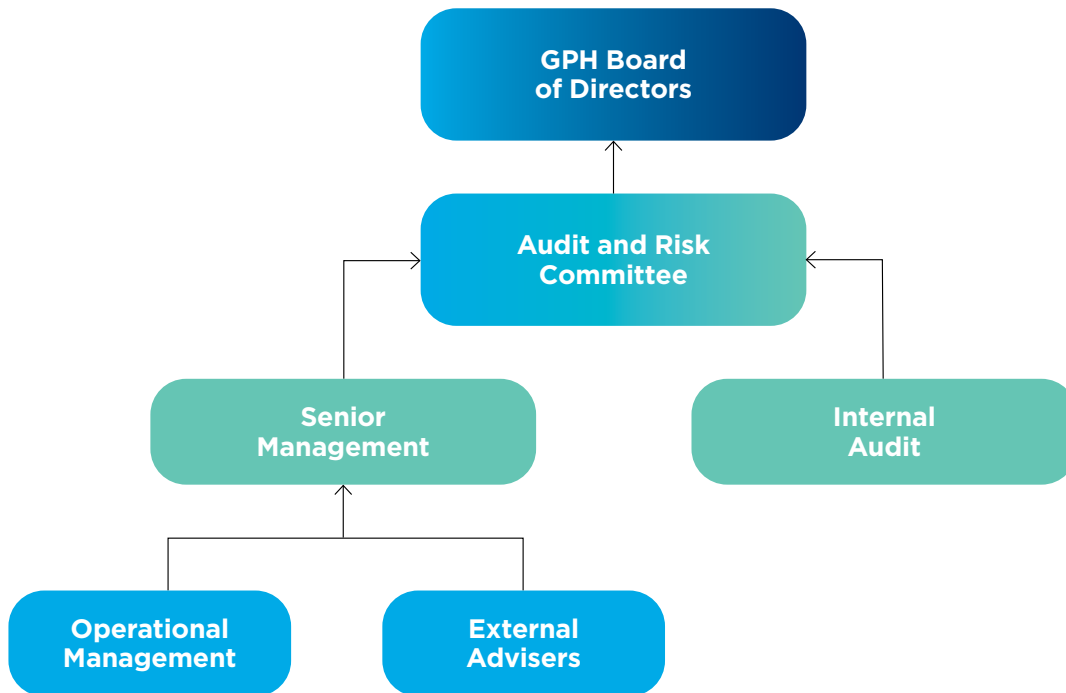 GPH Board
of Directors
Audit and Risk
Committee
Senior
Management
Internal
Audit
Operational
Management
External
Advisers